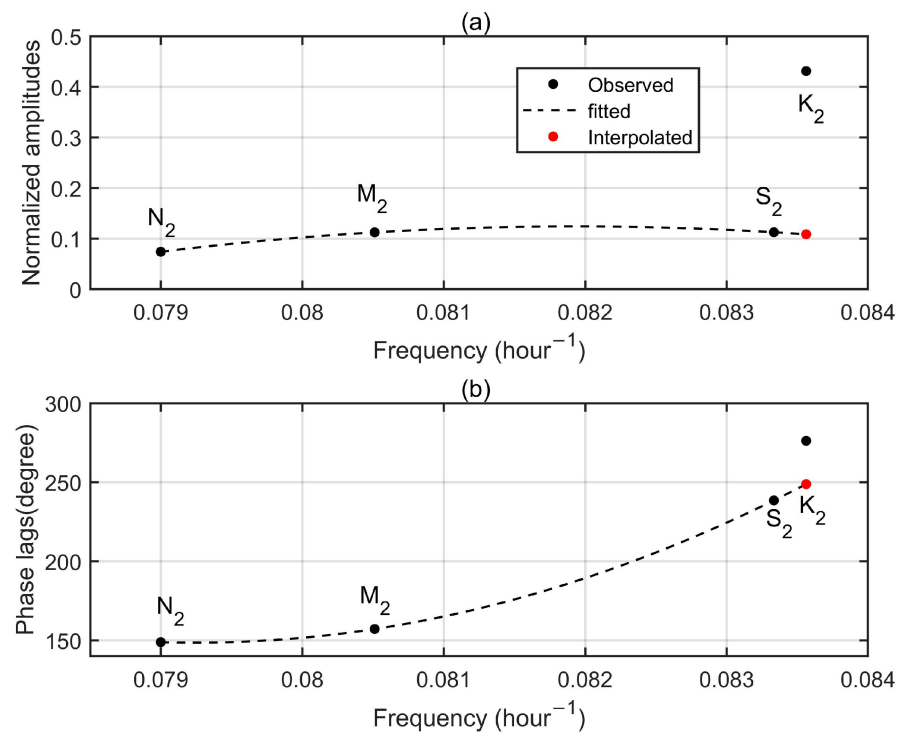 (a)
Normalized amplitudes
0.5
0.4
0.3
0.2
0.1
0
Observed
fitted
Interpolated
K2
N2
M2
S2
0.079
0.08
0.081
0.082
0.083
0.084
Frequency (hour−1)
(b)
Phase lags(degree)
300
250
200
150
N2
M2
S2
K2
0.079
0.08
0.081
0.082
0.083
0.084
Frequency (hour−1)